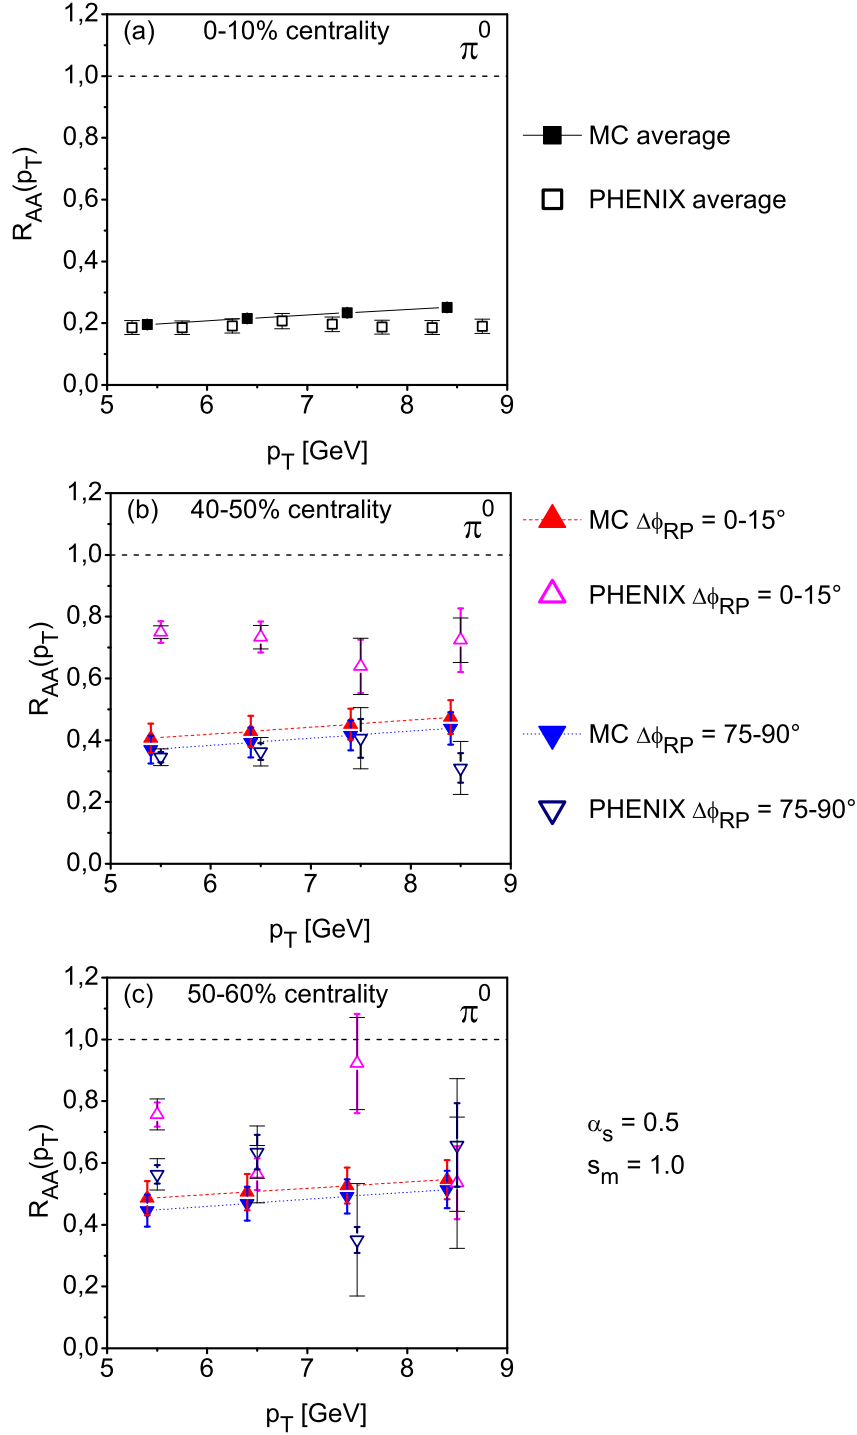 (a) 0-10% centrality π⁰
1,2
1,0
0,8
0,6
0,4
0,2
0,0
R_AA(p_T)
5 6 7 8 9
p_T [GeV]
MC average
PHENIX average
(b) 40-50% centrality π⁰
1,2
1,0
0,8
0,6
0,4
0,2
0,0
R_AA(p_T)
5 6 7 8 9
p_T [GeV]
MC Δϕ_RP = 0-15°
PHENIX Δϕ_RP = 0-15°
MC Δϕ_RP = 75-90°
PHENIX Δϕ_RP = 75-90°
(c) 50-60% centrality π⁰
1,2
1,0
0,8
0,6
0,4
0,2
0,0
R_AA(p_T)
5 6 7 8 9
p_T [GeV]
α_s = 0.5
s_m = 1.0